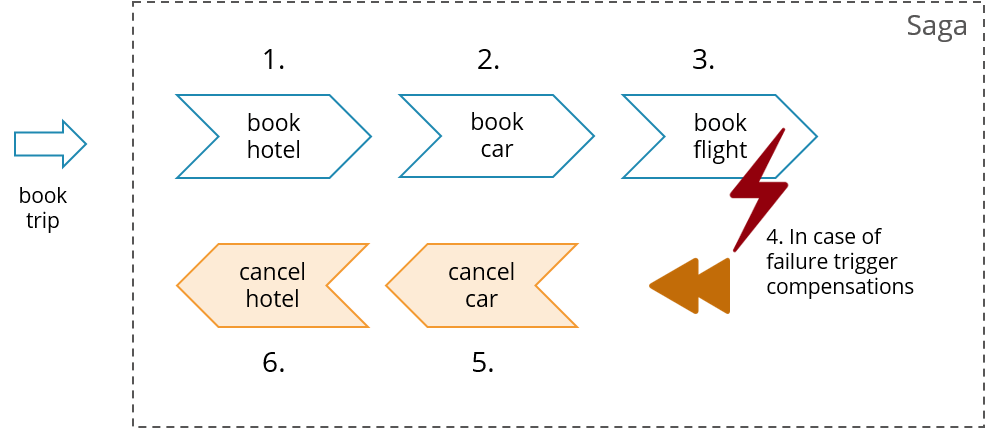 Saga
1.
2.
3.
book
hotel
book
car
book
flight
book
trip
4. In case of
failure trigger
compensations
cancel
hotel
cancel
car
6.
5.